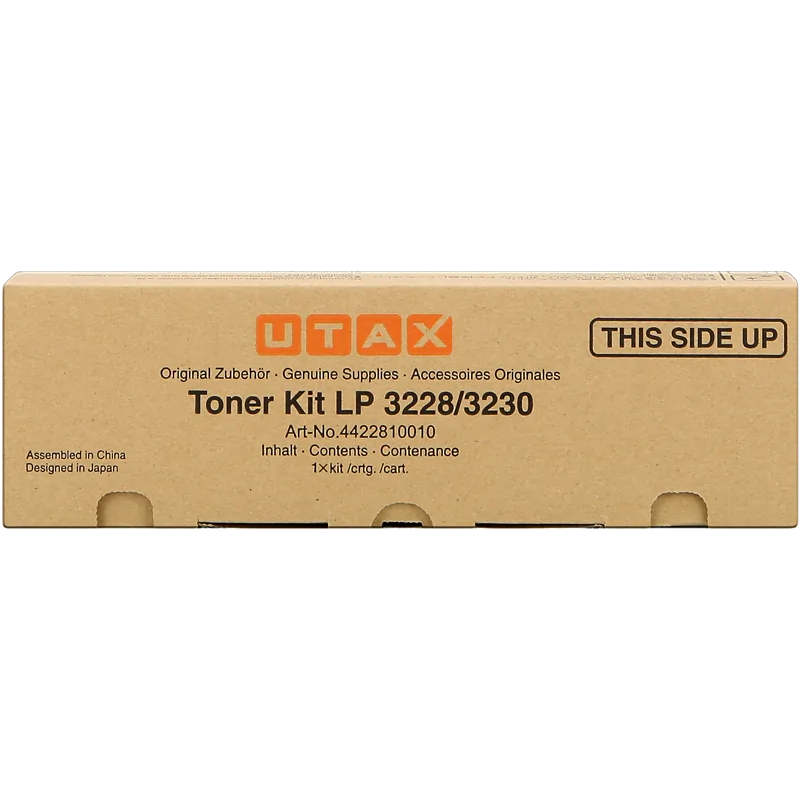 UTAX
THIS SIDE UP
Original Zubehör · Genuine Supplies · Accessoires Originales
Toner Kit LP 3228/3230
Art-No.4422810010
Inhalt · Contents · Contenance
1×kit /crtg. /cart.
Assembled in China
Designed in Japan